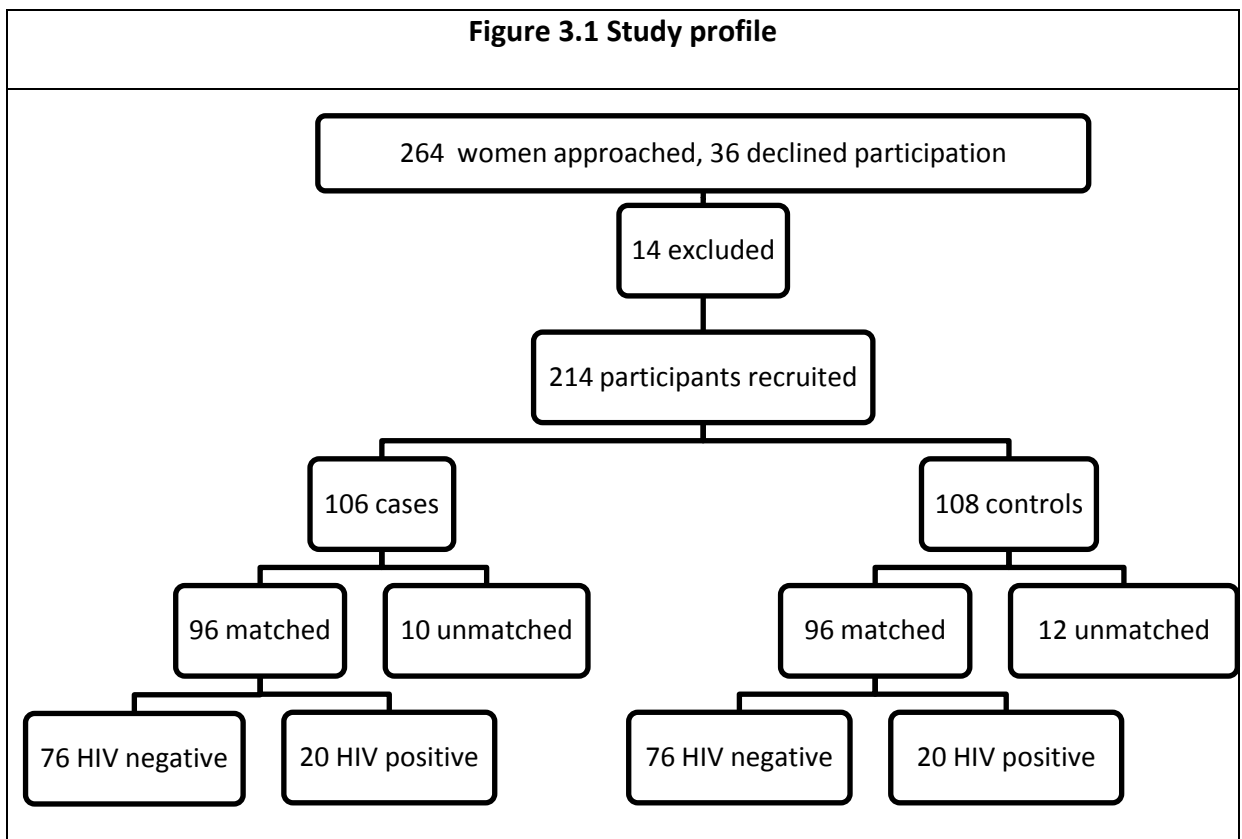 Figure 3.1 Study profile
264 women approached, 36 declined participation
14 excluded
214 participants recruited
106 cases
108 controls
96 matched
10 unmatched
96 matched
12 unmatched
76 HIV negative
20 HIV positive
76 HIV negative
20 HIV positive